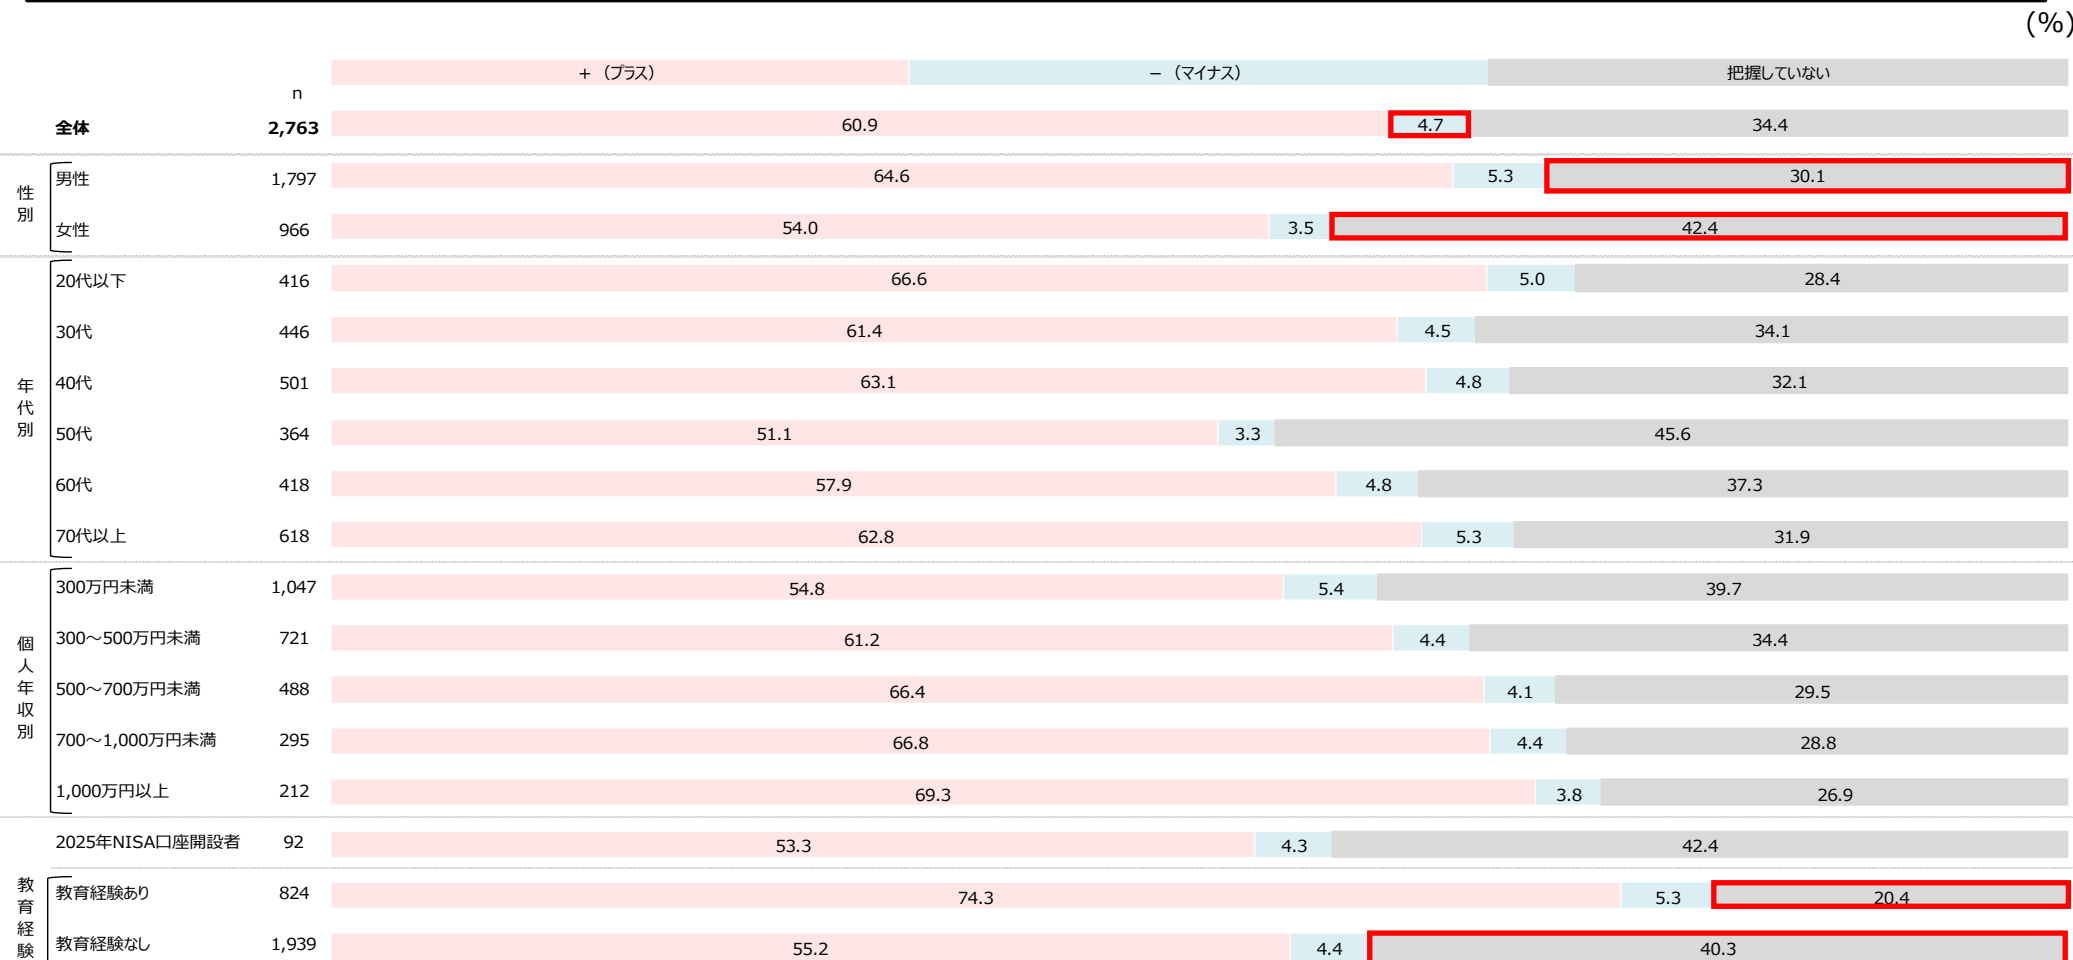 (%)
＋（プラス） －（マイナス） 把握していない
n
全体 2,763 60.9 4.7 34.4
性別
男性 1,797 64.6 5.3 30.1
女性 966 54.0 3.5 42.4
年代別
20代以下 416 66.6 5.0 28.4
30代 446 61.4 4.5 34.1
40代 501 63.1 4.8 32.1
50代 364 51.1 3.3 45.6
60代 418 57.9 4.8 37.3
70代以上 618 62.8 5.3 31.9
個人年収別
300万円未満 1,047 54.8 5.4 39.7
300～500万円未満 721 61.2 4.4 34.4
500～700万円未満 488 66.4 4.1 29.5
700～1,000万円未満 295 66.8 4.4 28.8
1,000万円以上 212 69.3 3.8 26.9
2025年NISA口座開設者 92 53.3 4.3 42.4
教育経験
教育経験あり 824 74.3 5.3 20.4
教育経験なし 1,939 55.2 4.4 40.3